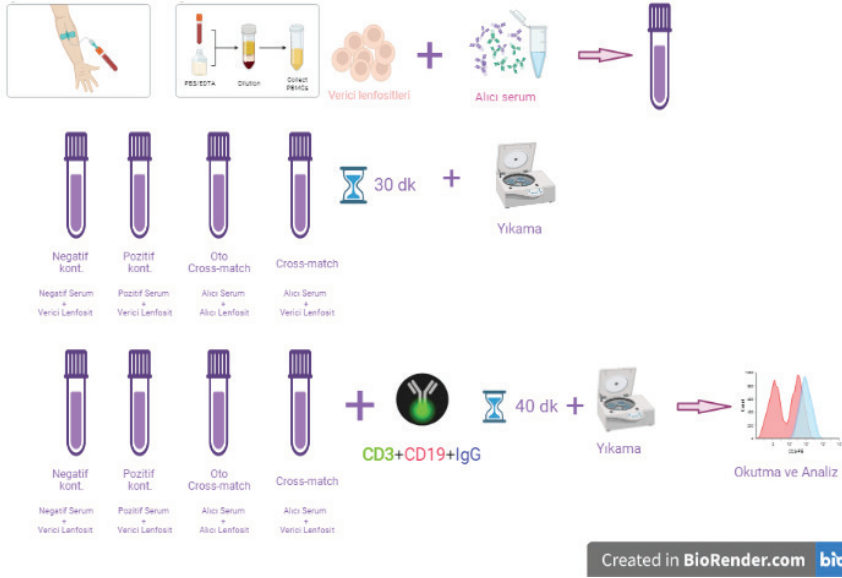 PBS/EDTA
Dilution
Collect
PBMCs
Verici lenfositleri
+
Alıcı serum
30 dk
+
Yıkama
Negatif
kont.
Pozitif
kont.
Oto
Cross-match
Cross-match
Negatif Serum
+
Verici Lenfosit
Pozitif Serum
+
Verici Lenfosit
Alıcı Serum
+
Alıcı Lenfosit
Alıcı Serum
+
Verici Lenfosit
+
CD3+CD19+IgG
40 dk
+
Yıkama
Okutma ve Analiz
Negatif
kont.
Pozitif
kont.
Oto
Cross-match
Cross-match
Negatif Serum
+
Verici Lenfosit
Pozitif Serum
+
Verici Lenfosit
Alıcı Serum
+
Alıcı Lenfosit
Alıcı Serum
+
Verici Lenfosit
Created in BioRender.com